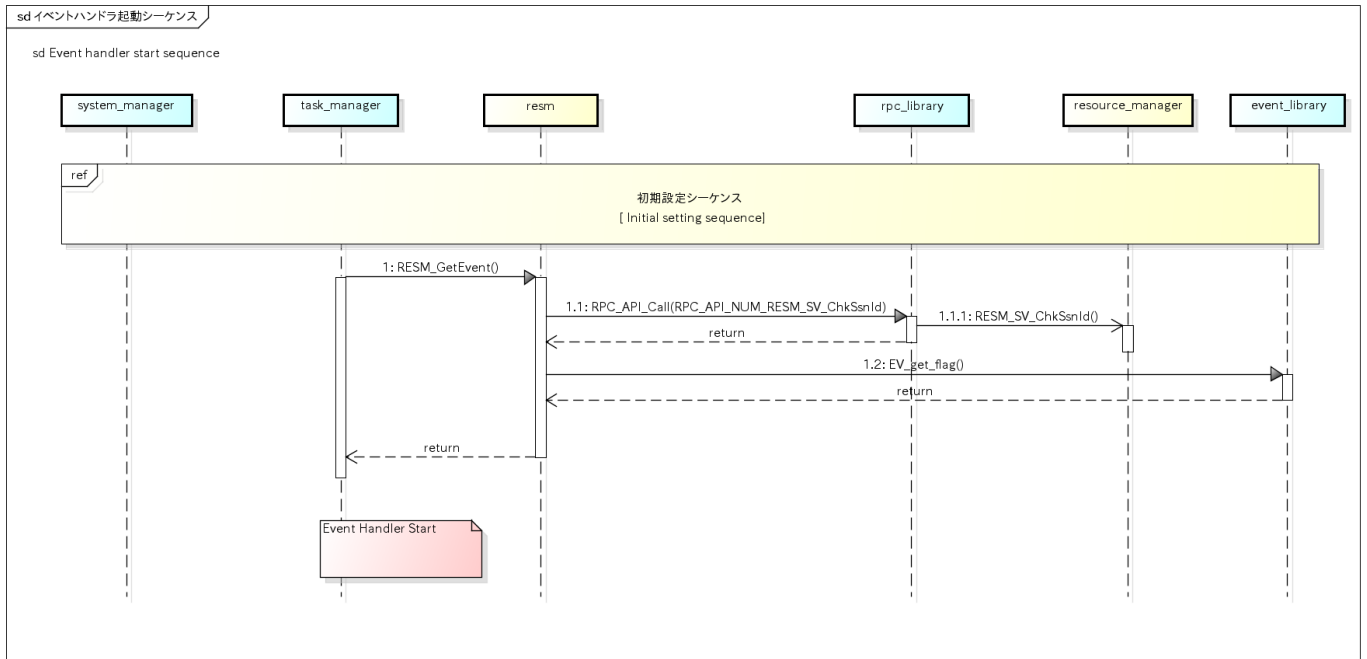 sd イベントハンドラ起動シーケンス
sd Event handler start sequence
system_manager
task_manager
resm
rpc_library
resource_manager
event_library
ref
初期設定シーケンス
[ Initial setting sequence]
1: RESM_GetEvent()
1.1: RPC_API_Call(RPC_API_NUM_RESM_SV_ChkSsnId)
1.1.1: RESM_SV_ChkSsnId()
return
1.2: EV_get_flag()
return
return
Event Handler Start